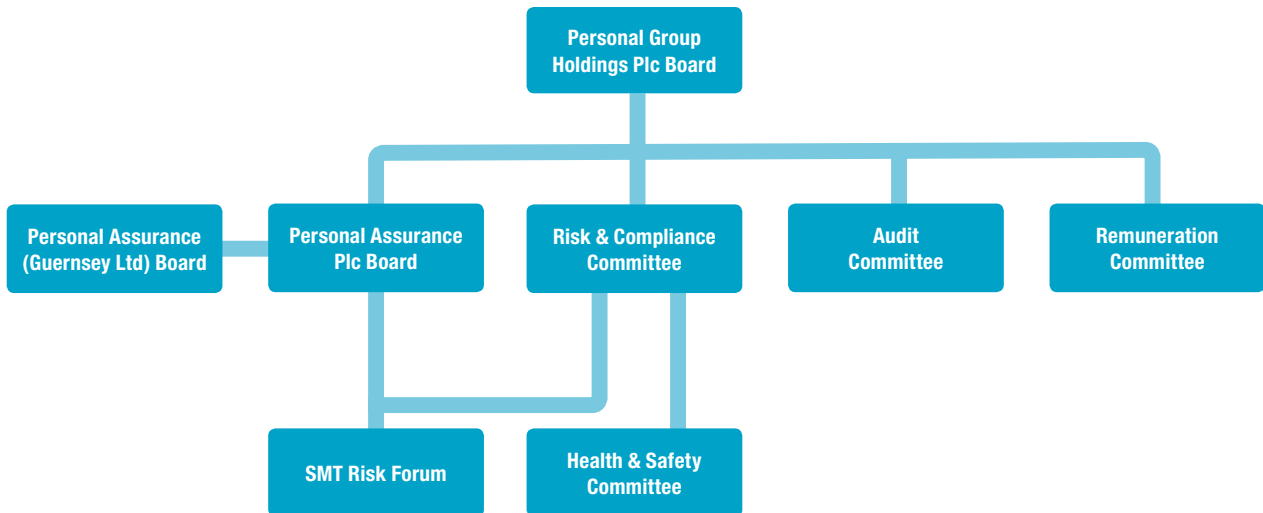 Personal Group
Holdings Plc Board
Personal Assurance
(Guernsey Ltd) Board
Personal Assurance
Plc Board
Risk & Compliance
Committee
Audit
Committee
Remuneration
Committee
SMT Risk Forum
Health & Safety
Committee